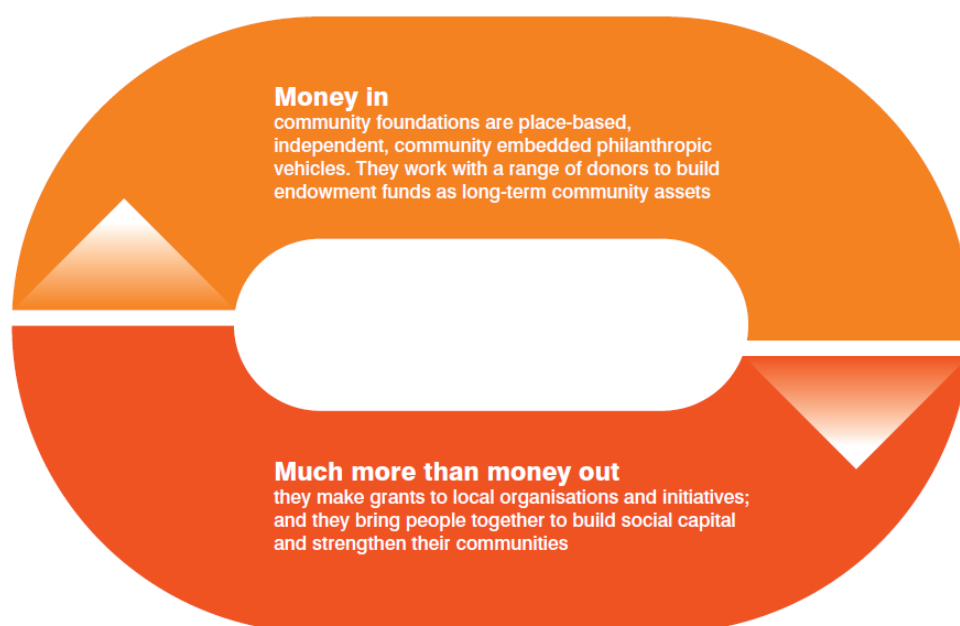 Money in
community foundations are place-based,
independent, community embedded philanthropic
vehicles. They work with a range of donors to build
endowment funds as long-term community assets
Much more than money out
they make grants to local organisations and initiatives;
and they bring people together to build social capital
and strengthen their communities